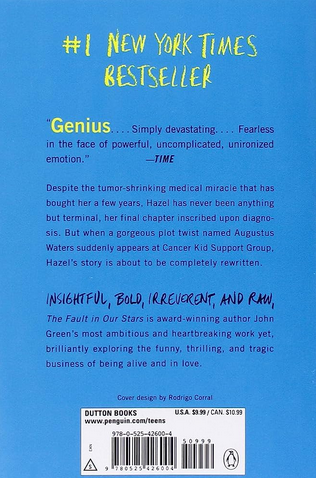 #1 NEW YORK TIMES
BESTSELLER
"Genius. . . . Simply devastating. . . . Fearless
in the face of powerful, uncomplicated, unironized
emotion." —TIME
Despite the tumor-shrinking medical miracle that has
bought her a few years, Hazel has never been anything
but terminal, her final chapter inscribed upon diagno-
sis. But when a gorgeous plot twist named Augustus
Waters suddenly appears at Cancer Kid Support Group,
Hazel's story is about to be completely rewritten.
INSIGHTFUL, BOLD, IRREVERENT, AND RAW,
The Fault in Our Stars is award-winning author John
Green's most ambitious and heartbreaking work yet,
brilliantly exploring the funny, thrilling, and tragic
business of being alive and in love.
Cover design by Rodrigo Corral
DUTTON BOOKS U.S.A. $9.99 / CAN. $10.99
www.penguin.com/teens
978-0-525-42600-4
50999
9 780525 426004